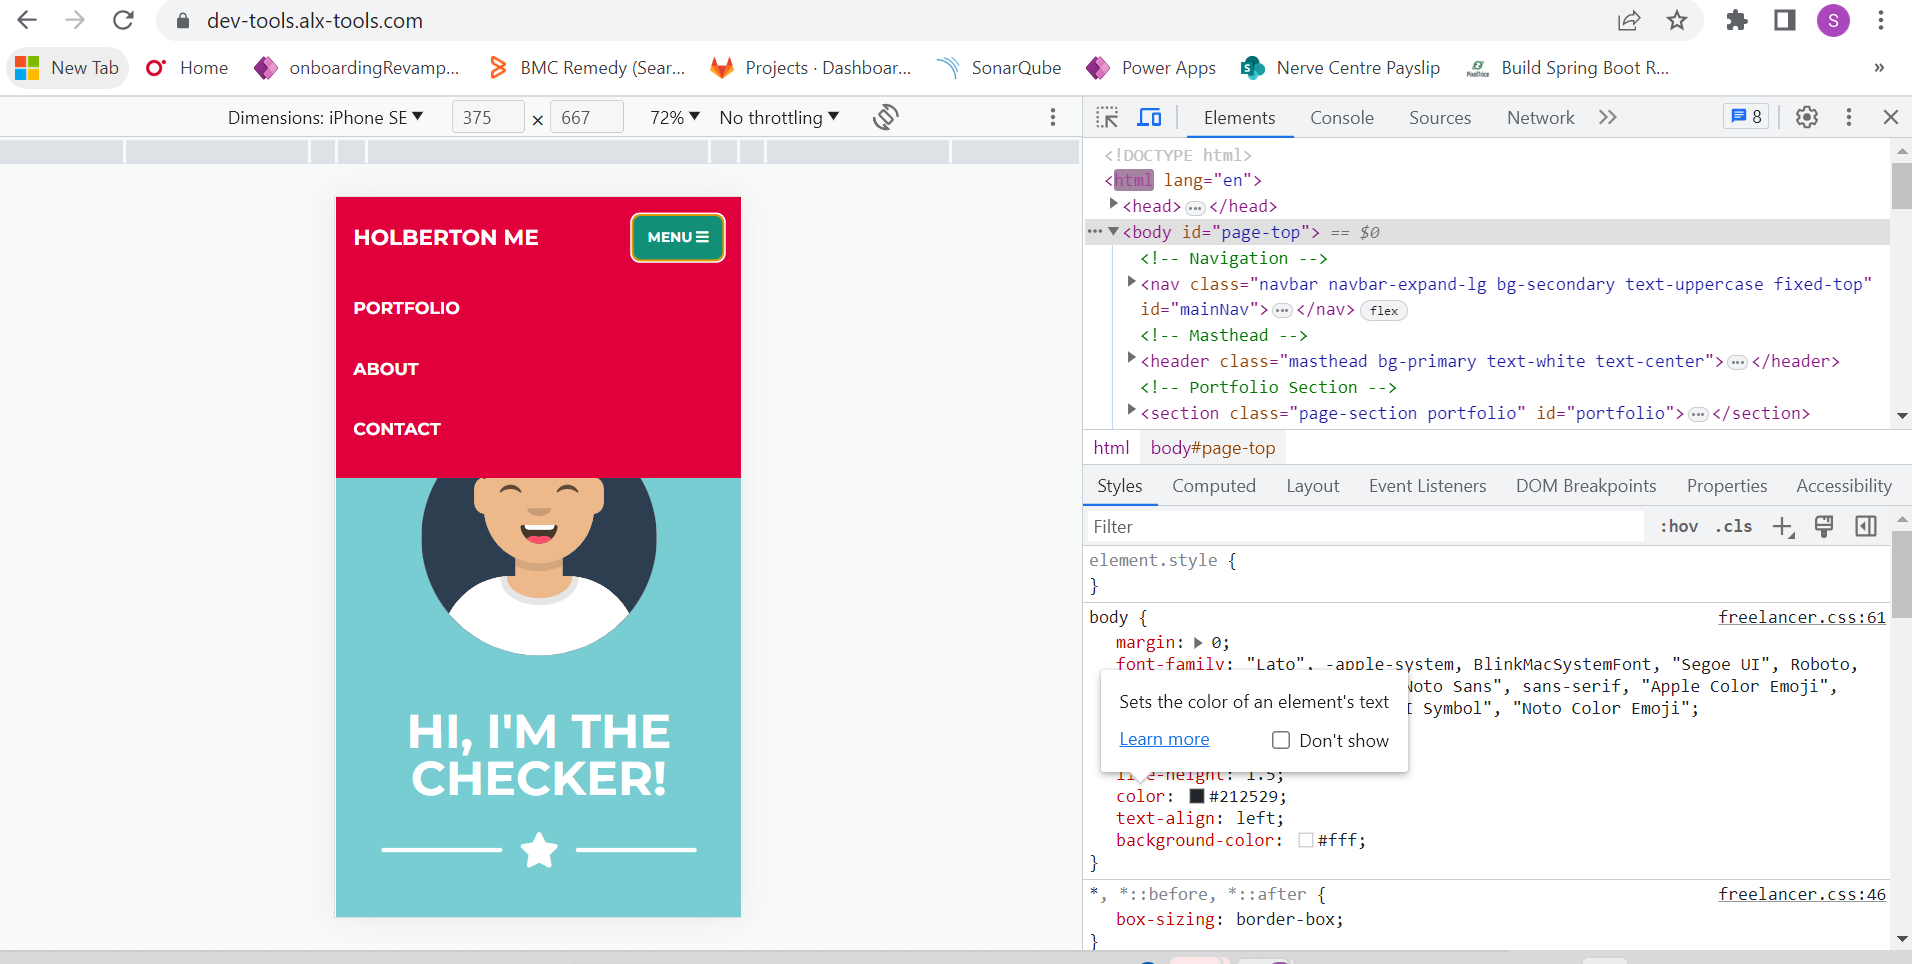 dev-tools.alx-tools.com
S
New Tab Home onboardingRevamp... BMC Remedy (Sear... Projects · Dashboar... SonarQube Power Apps Nerve Centre Payslip Build Spring Boot R... »
Dimensions: iPhone SE 375 × 667 72% No throttling
HOLBERTON ME
MENU
PORTFOLIO
ABOUT
CONTACT
HI, I'M THE
CHECKER!
Elements Console Sources Network 8
<!DOCTYPE html>
<html lang="en">
<head>…</head>
<body id="page-top"> == $0
<!-- Navigation -->
<nav class="navbar navbar-expand-lg bg-secondary text-uppercase fixed-top"
id="mainNav">…</nav> flex
<!-- Masthead -->
<header class="masthead bg-primary text-white text-center">…</header>
<!-- Portfolio Section -->
<section class="page-section portfolio" id="portfolio">…</section>
html body#page-top
Styles Computed Layout Event Listeners DOM Breakpoints Properties Accessibility
Filter :hov .cls
element.style {
}
body { freelancer.css:61
margin: 0;
font-family: "Lato", -apple-system, BlinkMacSystemFont, "Segoe UI", Roboto,
Noto Sans", sans-serif, "Apple Color Emoji",
I Symbol", "Noto Color Emoji";
Sets the color of an element's text
Learn more Don't show
line-height: 1.5;
color: #212529;
text-align: left;
background-color: #fff;
}
*, *::before, *::after { freelancer.css:46
box-sizing: border-box;
}